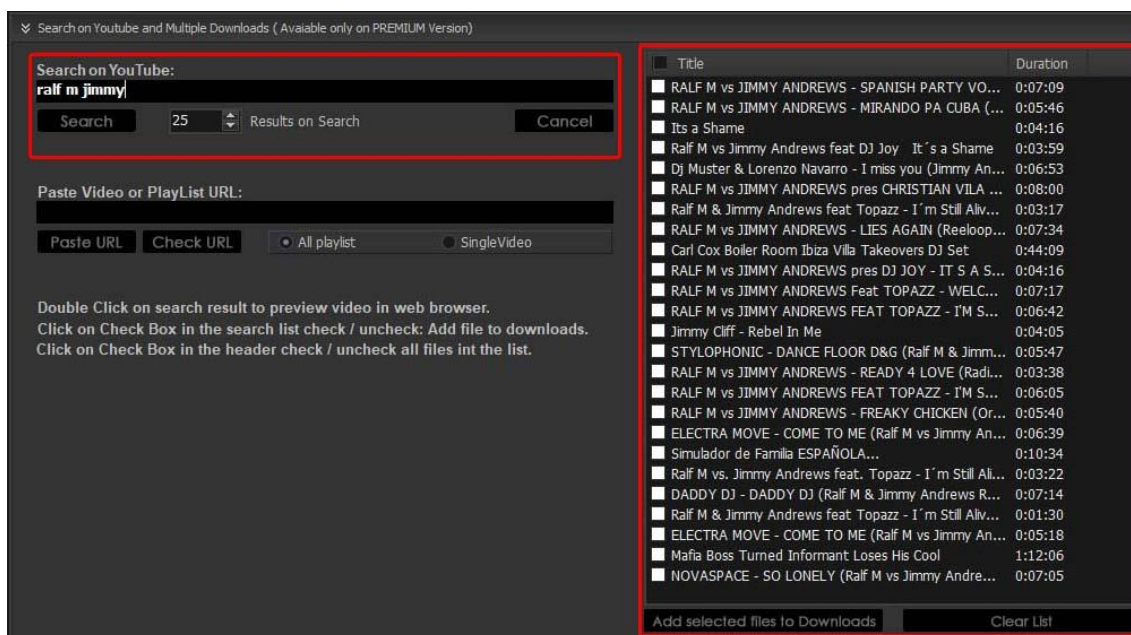 Search on Youtube and Multiple Downloads ( Avaiable only on PREMIUM Version)
Search on YouTube:
ralf m jimmy
Search 25 Results on Search Cancel
Paste Video or PlayList URL:
Paste URL Check URL All playlist SingleVideo
Double Click on search result to preview video in web browser.
Click on Check Box in the search list check / uncheck: Add file to downloads.
Click on Check Box in the header check / uncheck all files int the list.
Title Duration
RALF M vs JIMMY ANDREWS - SPANISH PARTY VO... 0:07:09
RALF M vs JIMMY ANDREWS - MIRANDO PA CUBA (... 0:05:46
Its a Shame 0:04:16
Ralf M vs Jimmy Andrews feat DJ Joy It´s a Shame 0:03:59
Dj Muster & Lorenzo Navarro - I miss you (Jimmy An... 0:06:53
RALF M vs JIMMY ANDREWS pres CHRISTIAN VILA ... 0:08:00
Ralf M & Jimmy Andrews feat Topazz - I´m Still Aliv... 0:03:17
RALF M vs JIMMY ANDREWS - LIES AGAIN (Reeloop... 0:07:34
Carl Cox Boiler Room Ibiza Villa Takeovers DJ Set 0:44:09
RALF M vs JIMMY ANDREWS pres DJ JOY - IT S A S... 0:04:16
RALF M vs JIMMY ANDREWS Feat TOPAZZ - WELC... 0:07:17
RALF M vs JIMMY ANDREWS FEAT TOPAZZ - I'M S... 0:06:42
Jimmy Cliff - Rebel In Me 0:04:05
STYLOPHONIC - DANCE FLOOR D&G (Ralf M & Jimm... 0:05:47
RALF M vs JIMMY ANDREWS - READY 4 LOVE (Radi... 0:03:38
RALF M vs JIMMY ANDREWS FEAT TOPAZZ - I'M S... 0:06:05
RALF M vs JIMMY ANDREWS - FREAKY CHICKEN (Or... 0:05:40
ELECTRA MOVE - COME TO ME (Ralf M vs Jimmy An... 0:06:39
Simulador de Familia ESPAÑOLA... 0:10:34
Ralf M vs. Jimmy Andrews feat. Topazz - I´m Still Ali... 0:03:22
DADDY DJ - DADDY DJ (Ralf M & Jimmy Andrews R... 0:07:14
Ralf M & Jimmy Andrews feat Topazz - I´m Still Aliv... 0:01:30
ELECTRA MOVE - COME TO ME (Ralf M vs Jimmy An... 0:05:18
Mafia Boss Turned Informant Loses His Cool 1:12:06
NOVASPACE - SO LONELY (Ralf M vs Jimmy Andre... 0:07:05
Add selected files to Downloads Clear List